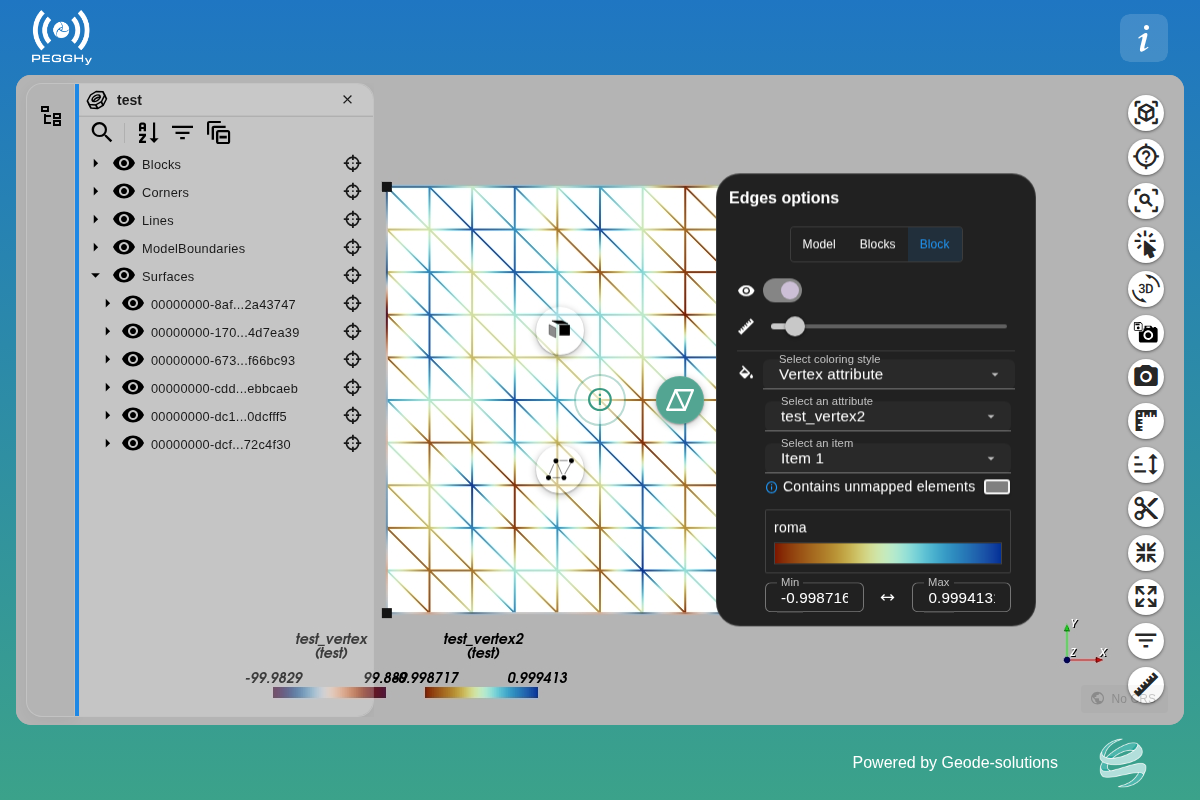 PEGGHy
i
test
Blocks
Corners
Lines
ModelBoundaries
Surfaces
00000000-8af...2a43747
00000000-170...4d7ea39
00000000-673...f66bc93
00000000-cdd...ebbcaeb
00000000-dc1...0dcfff5
00000000-dcf...72c4f30
Edges options
Model Blocks Block
Select coloring style
Vertex attribute
Select an attribute
test_vertex2
Select an item
Item 1
Contains unmapped elements
roma
Min Max
-0.998716 0.999413
3D
test_vertex
(test)
-99.9829
test_vertex2
(test)
-0.998717 0.999413
Y
Z X
No CRS
Powered by Geode-solutions